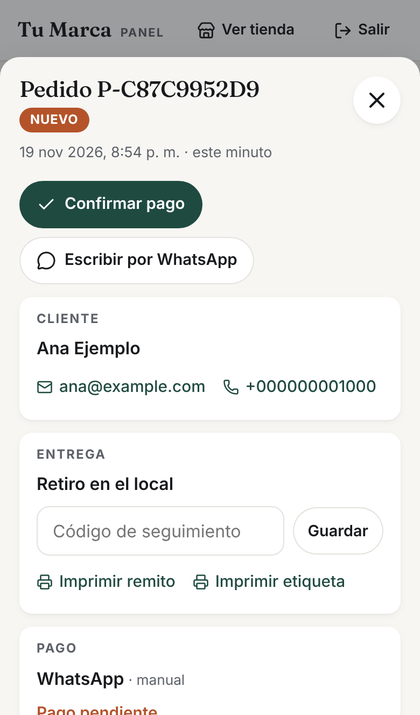 Tu Marca PANEL Ver tienda Salir
Pedido P-C87C9952D9
NUEVO
19 nov 2026, 8:54 p. m. · este minuto
Confirmar pago
Escribir por WhatsApp
CLIENTE
Ana Ejemplo
ana@example.com +000000001000
ENTREGA
Retiro en el local
Código de seguimiento Guardar
Imprimir remito Imprimir etiqueta
PAGO
WhatsApp · manual
Pago pendiente